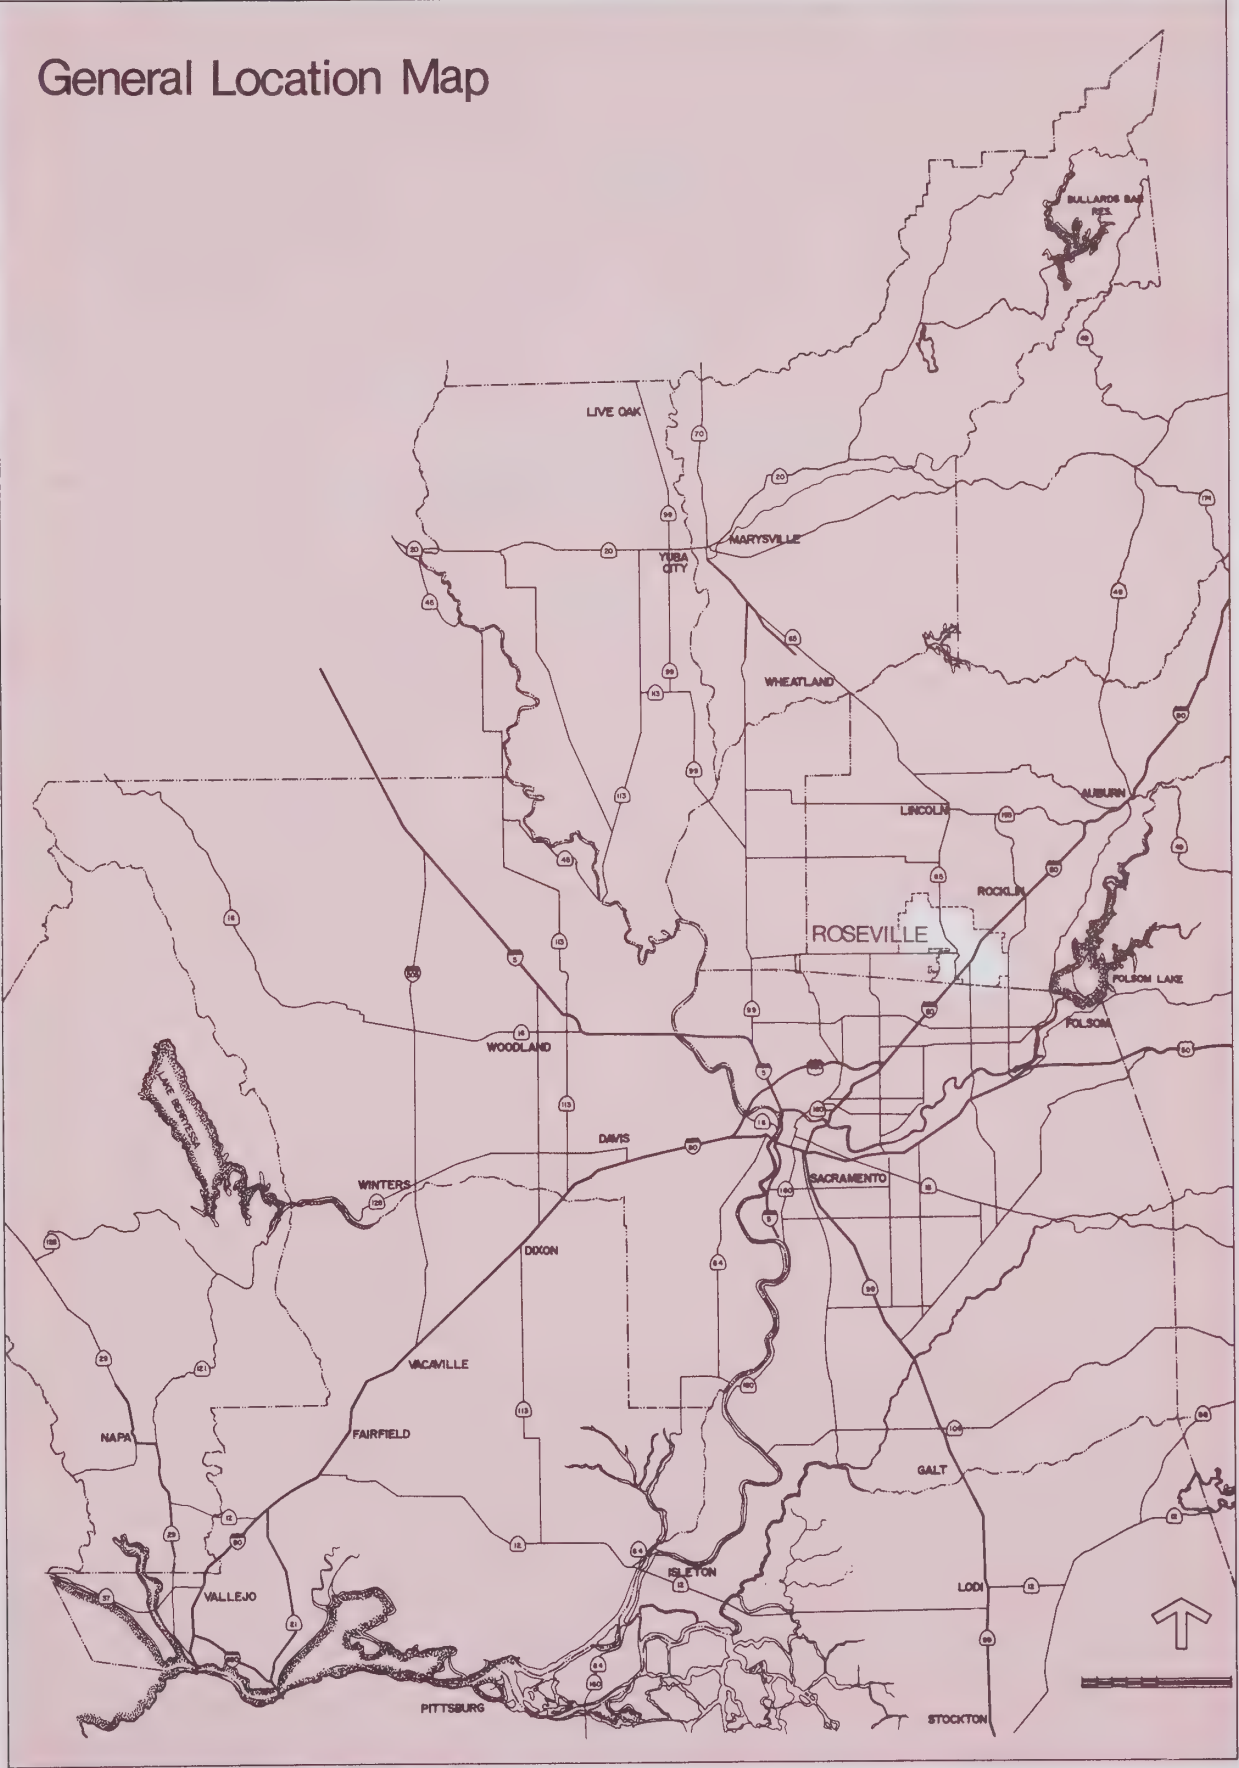 General Location Map
BULLARDS BAR
RES.
49
LIVE OAK
70
20
174
99
MARYSVILLE
20
20
YUBA
CITY
45
49
65
99
WHEATLAND
113
80
99
113
AUBURN
LINCOLN
193
49
45
80
65
ROCKLIN
16
113
ROSEVILLE
5
505
FOLSOM LAKE
99
80
FOLSOM
16
WOODLAND
50
5
LAKE BERRYESSA
113
160
16
DAVIS
80
SACRAMENTO
WINTERS
128
160
16
5
128
DIXON
84
99
29
VACAVILLE
121
160
113
NAPA
FAIRFIELD
104
88
GALT
12
12
29
80
12
84
ISLETON
12
37
VALLEJO
LODI
12
21
99
84
160
PITTSBURG
STOCKTON